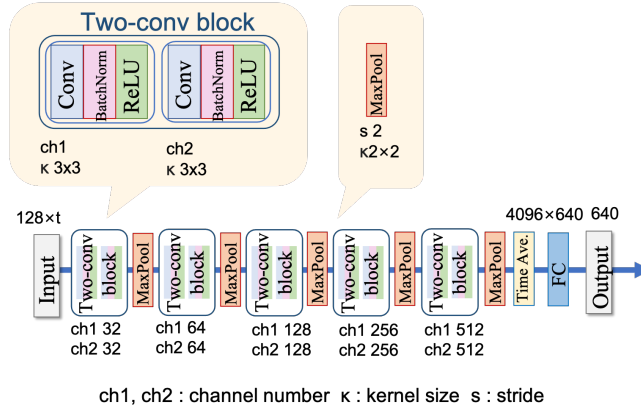 Two-conv block
Conv
BatchNorm
ReLU
Conv
BatchNorm
ReLU
ch1
κ 3x3
ch2
κ 3x3
MaxPool
s 2
κ2×2
128×t
4096×640
640
Input
Two-conv
block
MaxPool
Two-conv
block
MaxPool
Two-conv
block
MaxPool
Two-conv
block
MaxPool
Two-conv
block
MaxPool
Time Ave.
FC
Output
ch1 32
ch2 32
ch1 64
ch2 64
ch1 128
ch2 128
ch1 256
ch2 256
ch1 512
ch2 512
ch1, ch2 : channel number κ : kernel size s : stride